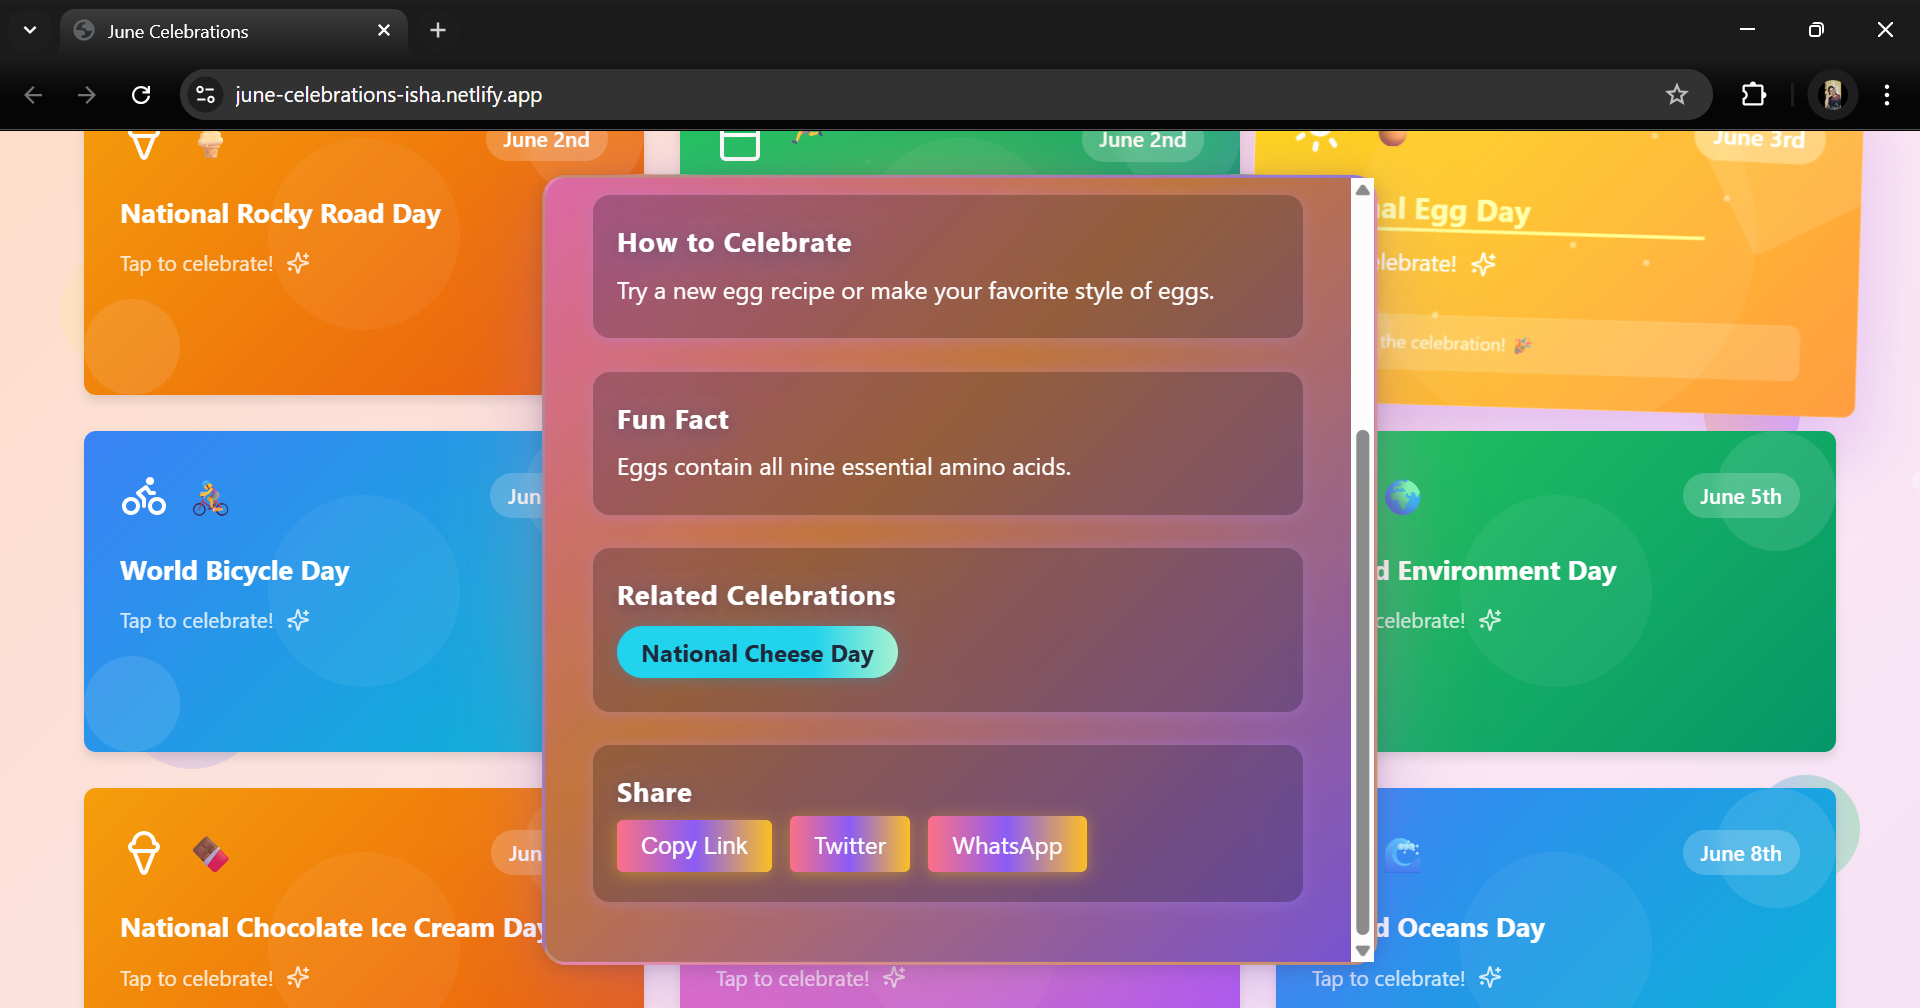 June Celebrations
june-celebrations-isha.netlify.app
June 2nd
June 2nd
June 3rd
National Rocky Road Day
Tap to celebrate!
Egg Day
the celebration!
How to Celebrate
Try a new egg recipe or make your favorite style of eggs.
Fun Fact
Eggs contain all nine essential amino acids.
Related Celebrations
National Cheese Day
Share
Copy Link
Twitter
WhatsApp
Jun
World Bicycle Day
Tap to celebrate!
June 5th
Environment Day
celebrate!
Jun
National Chocolate Ice Cream Day
Tap to celebrate!
Tap to celebrate!
June 8th
Oceans Day
Tap to celebrate!